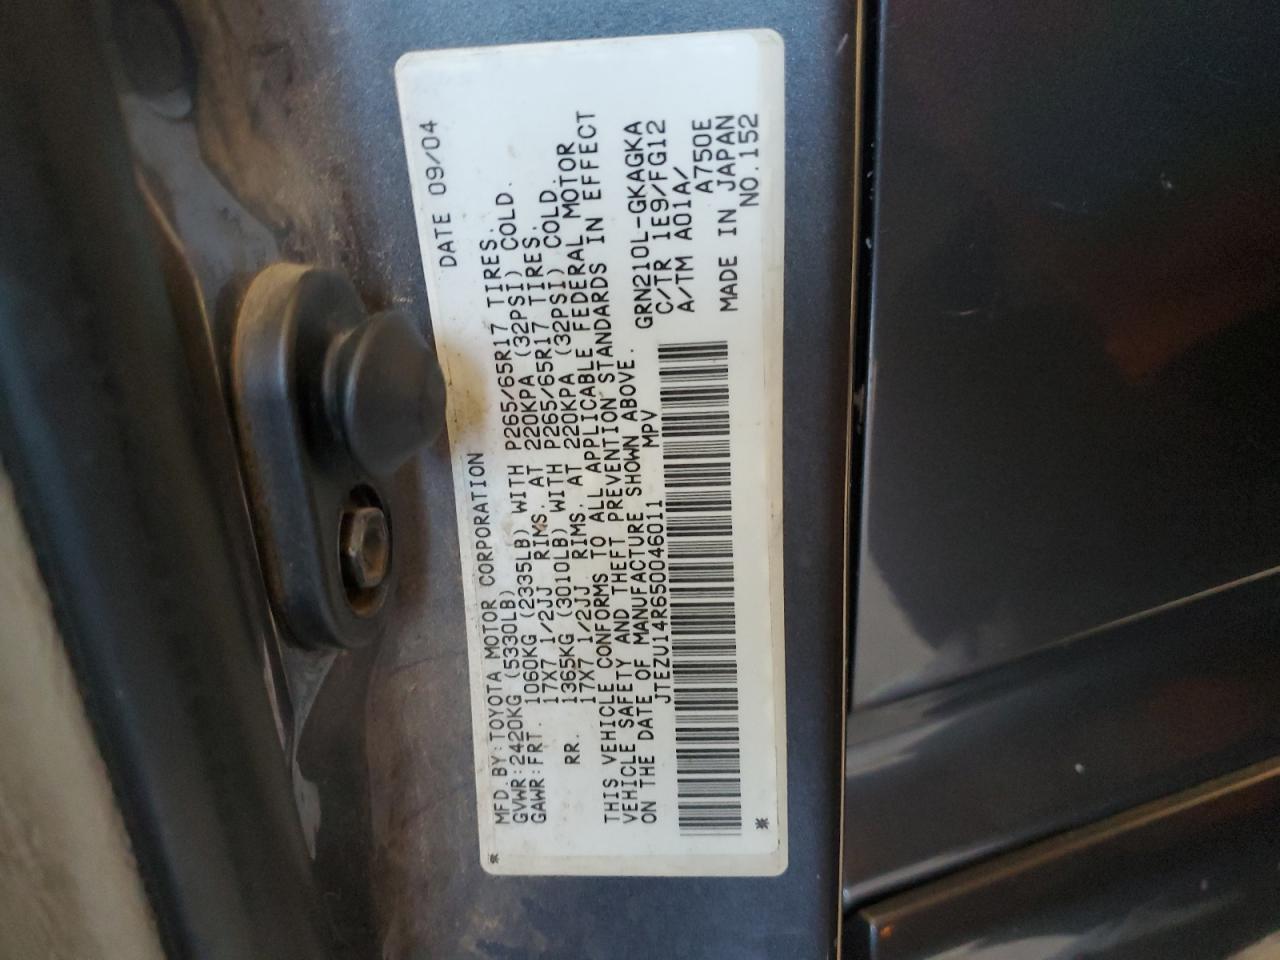 DATE 09/04
MFD.BY:TOYOTA MOTOR CORPORATION
GVWR:2420KG (5330LB)
GAWR:FRT. 1060KG (2335LB) WITH P265/65R17 TIRES.
17X7 1/2JJ RIMS. AT 220KPA (32PSI) COLD.
RR. 1365KG (3010LB) WITH P265/65R17 TIRES.
17X7 1/2JJ RIMS. AT 220KPA (32PSI) COLD.
THIS VEHICLE CONFORMS TO ALL APPLICABLE FEDERAL MOTOR
VEHICLE SAFETY AND THEFT PREVENTION STANDARDS IN EFFECT
ON THE DATE OF MANUFACTURE SHOWN ABOVE.
JTEZU14R650046011 MPV
GRN210L-GKAGKA
C/TR 1E9/FG12
A/TM A01A/
A750E
MADE IN JAPAN
NO.152